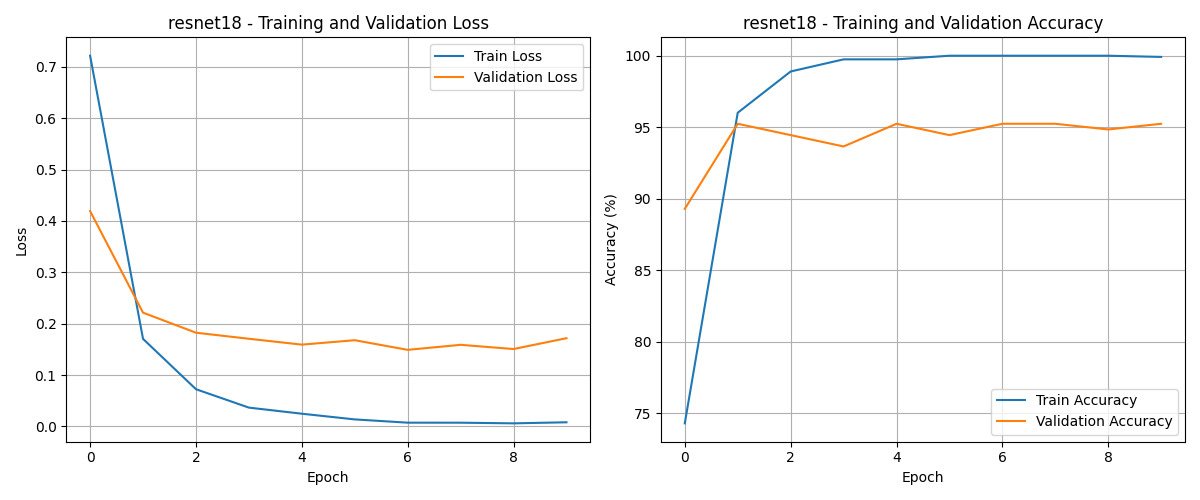 resnet18 - Training and Validation Loss
Train Loss
Validation Loss
0.7
0.6
0.5
0.4
0.3
0.2
0.1
0.0
Loss
0 2 4 6 8
Epoch
resnet18 - Training and Validation Accuracy
100
95
90
85
80
75
Accuracy (%)
Train Accuracy
Validation Accuracy
0 2 4 6 8
Epoch